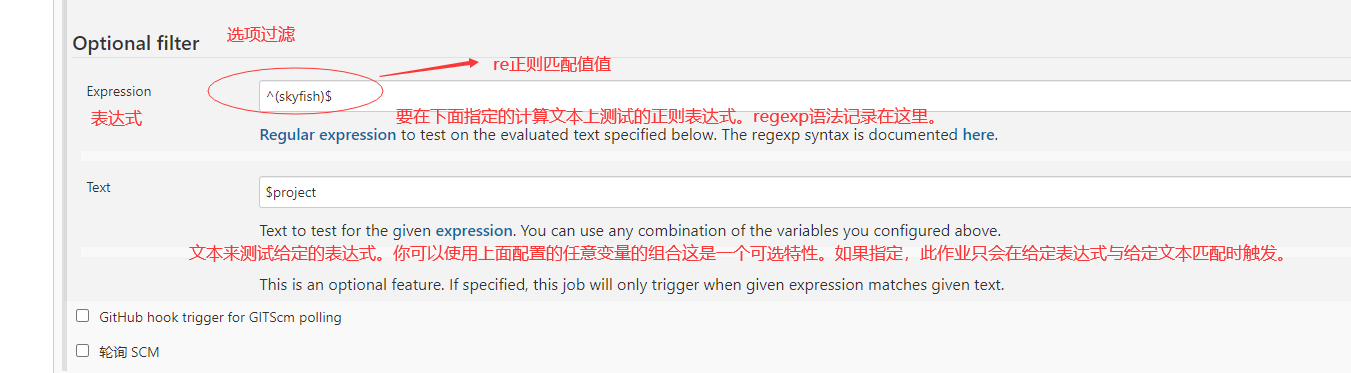 Optional filter 选项过滤
re正则匹配值值
Expression
^(skyfish)$
表达式
要在下面指定的计算文本上测试的正则表达式。regexp语法记录在这里。
Regular expression to test on the evaluated text specified below. The regexp syntax is documented here.
Text
$project
Text to test for the given expression. You can use any combination of the variables you configured above.
文本来测试给定的表达式。你可以使用上面配置的任意变量的组合这是一个可选特性。如果指定，此作业只会在给定表达式与给定文本匹配时触发。
This is an optional feature. If specified, this job will only trigger when given expression matches given text.
GitHub hook trigger for GITScm polling
轮询 SCM